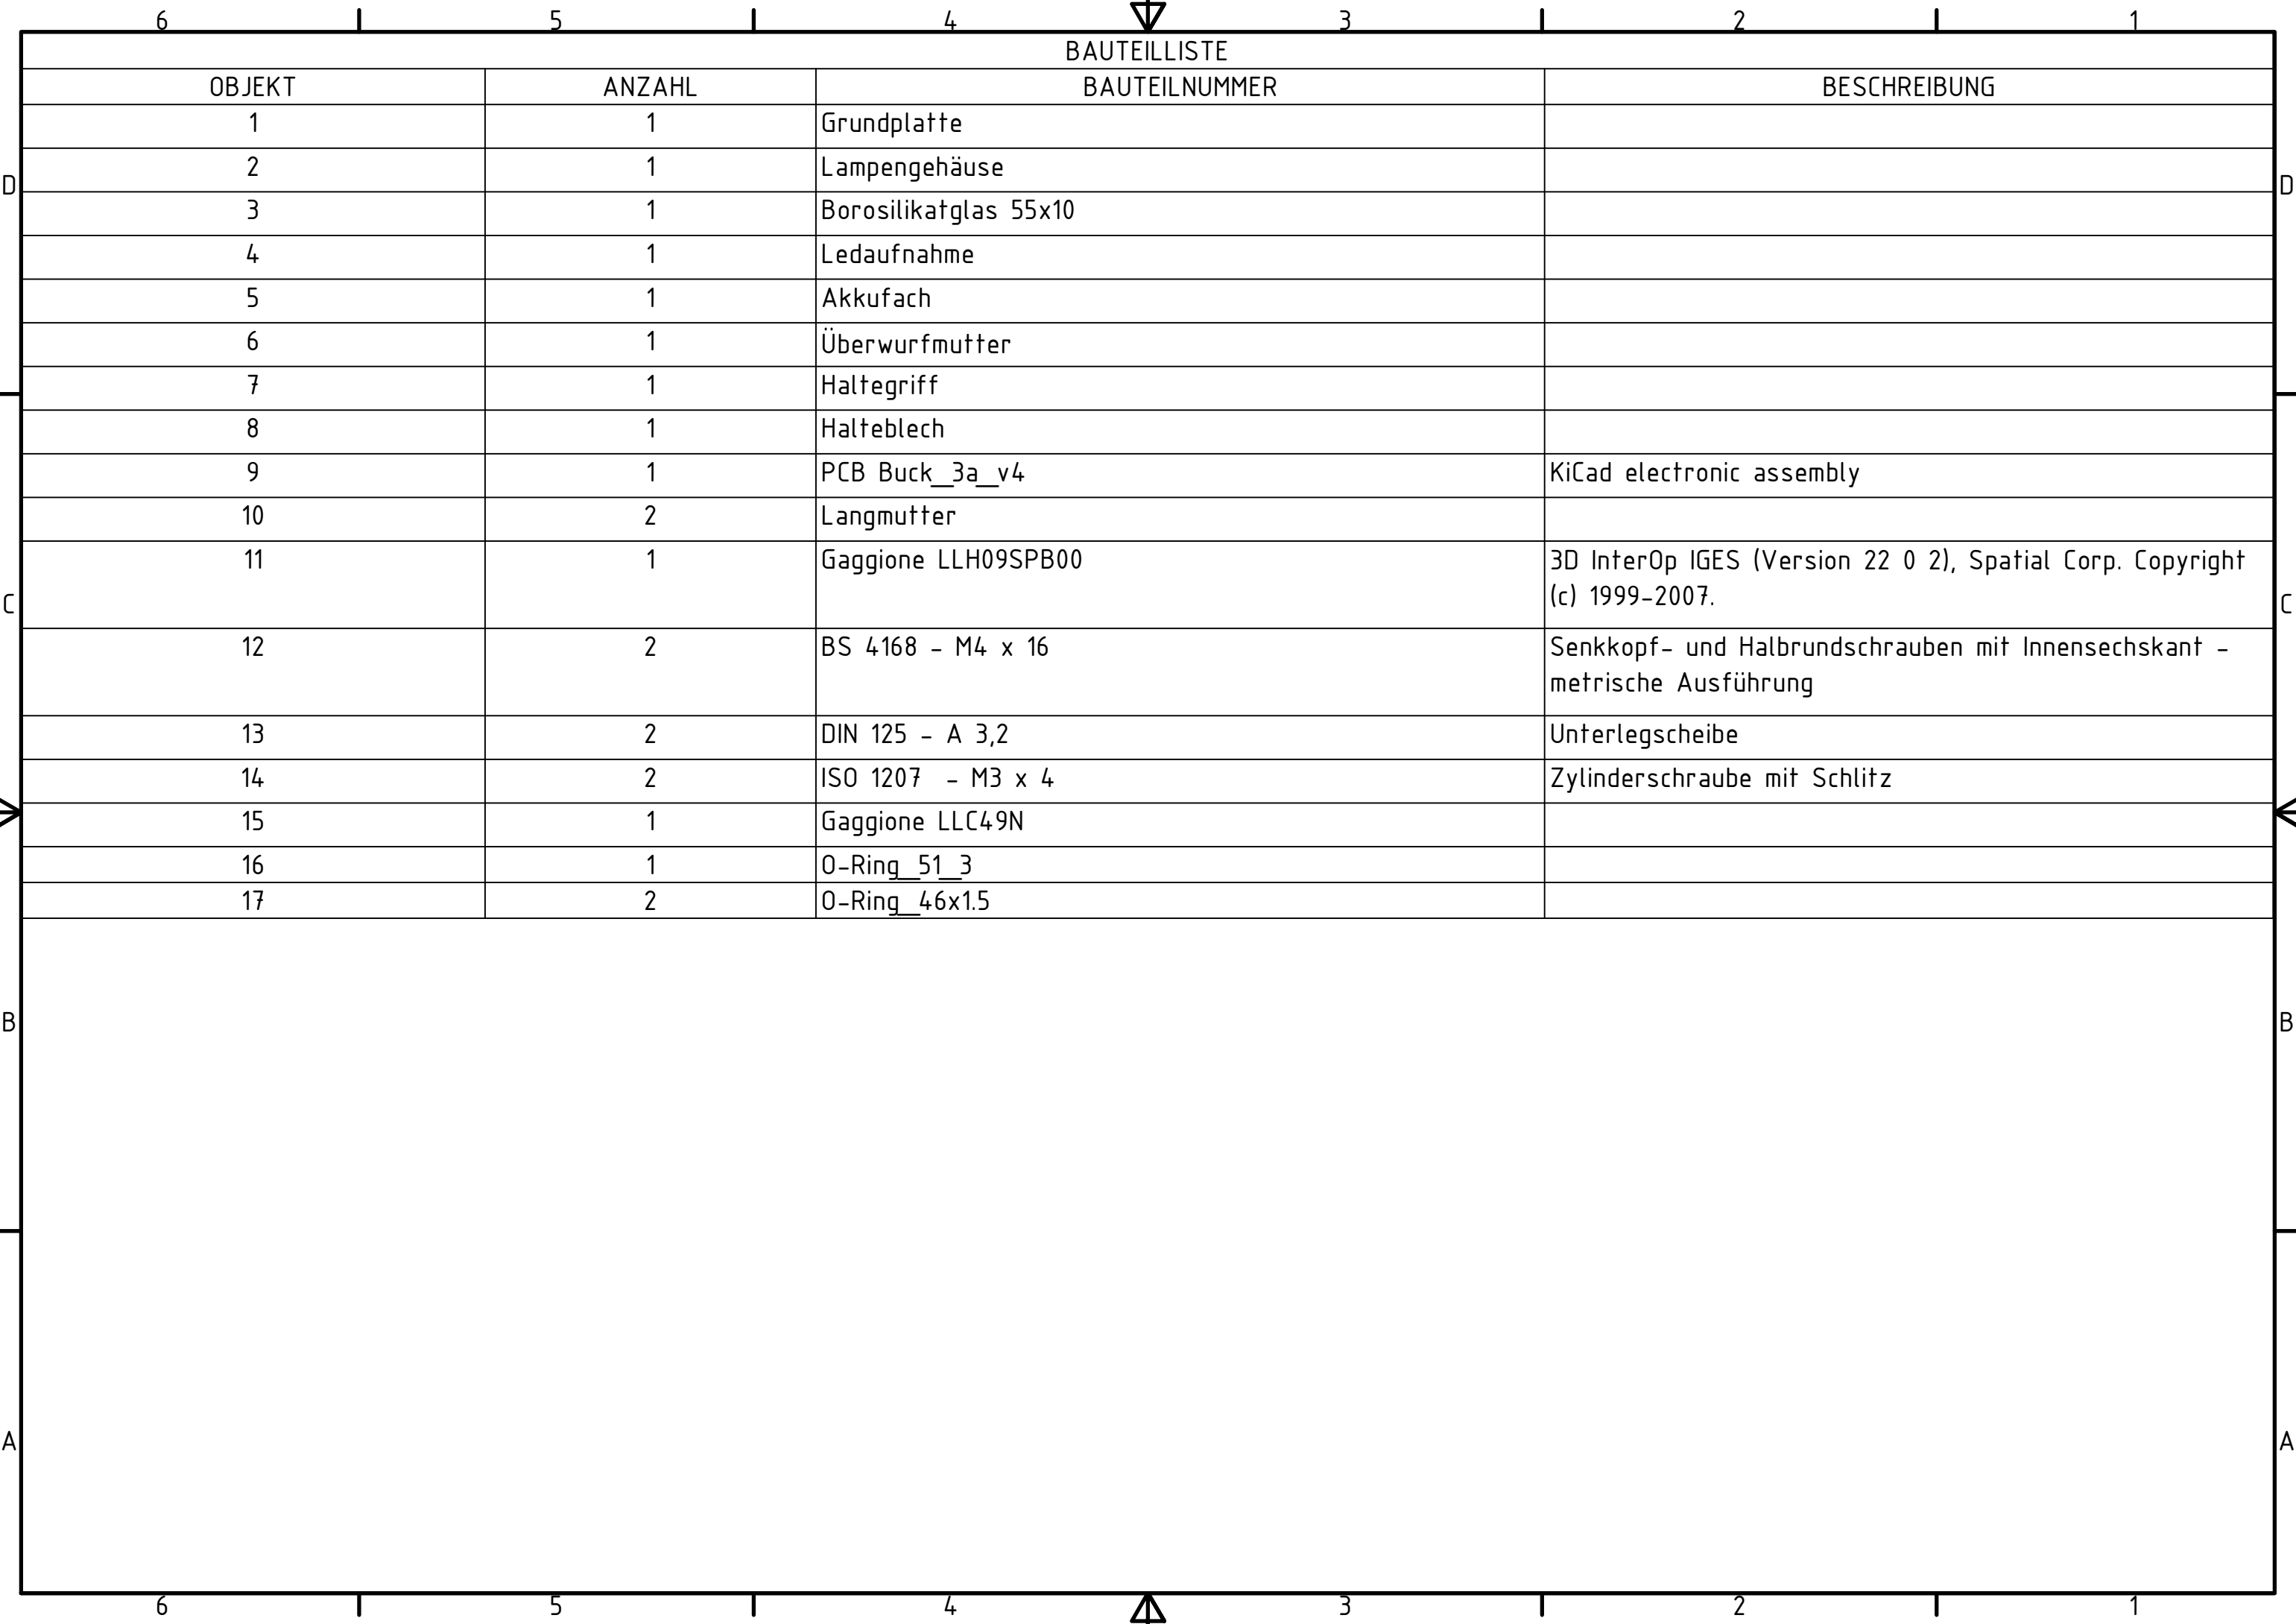 6 5 4 3 2 1
BAUTEILLISTE
OBJEKT ANZAHL BAUTEILNUMMER BESCHREIBUNG
1 1 Grundplatte
2 1 Lampengehäuse
D D
3 1 Borosilikatglas 55x10
4 1 Ledaufnahme
5 1 Akkufach
6 1 Überwurfmutter
7 1 Haltegriff
8 1 Halteblech
9 1 PCB Buck_3a_v4 KiCad electronic assembly
10 2 Langmutter
11 1 Gaggione LLH09SPB00 3D InterOp IGES (Version 22 0 2), Spatial Corp. Copyright
(c) 1999-2007.
C C
12 2 BS 4168 - M4 x 16 Senkkopf- und Halbrundschrauben mit Innensechskant -
metrische Ausführung
13 2 DIN 125 - A 3,2 Unterlegscheibe
14 2 ISO 1207 - M3 x 4 Zylinderschraube mit Schlitz
15 1 Gaggione LLC49N
16 1 O-Ring_51_3
17 2 O-Ring_46x1.5
B B
A A
6 5 4 3 2 1